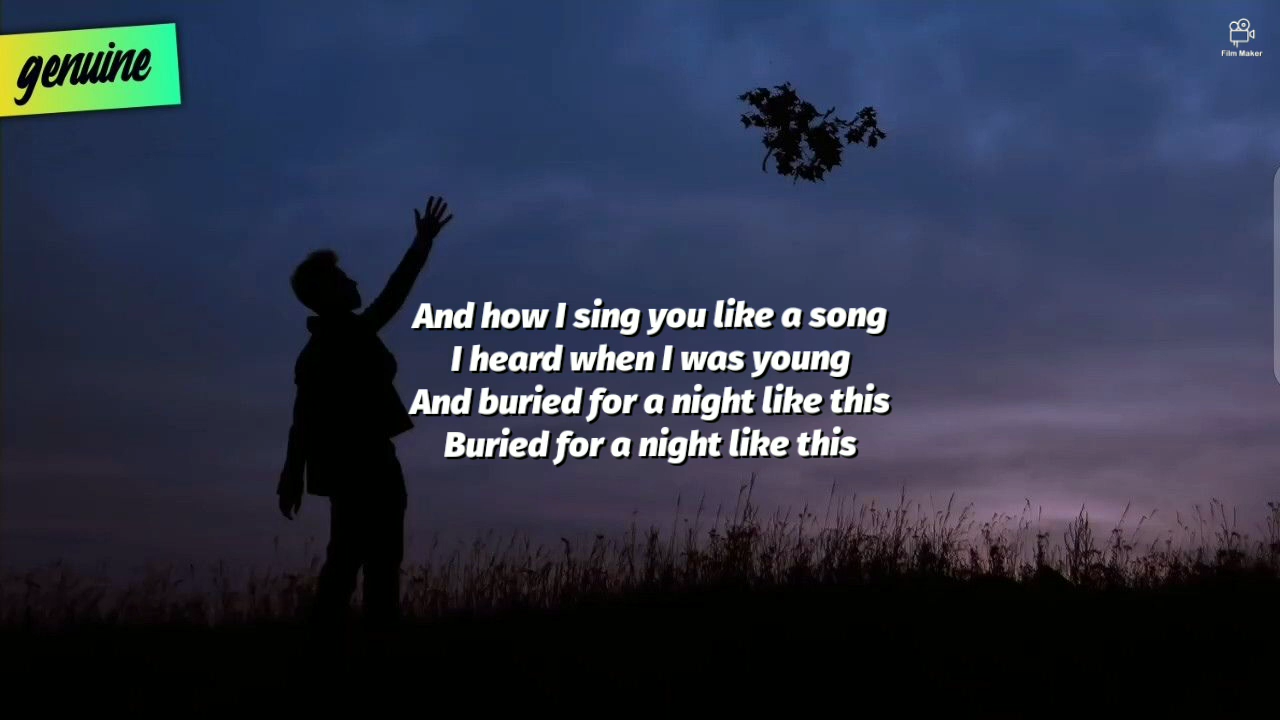 genuine
Film Maker
And how I sing you like a song
I heard when I was young
And buried for a night like this
Buried for a night like this